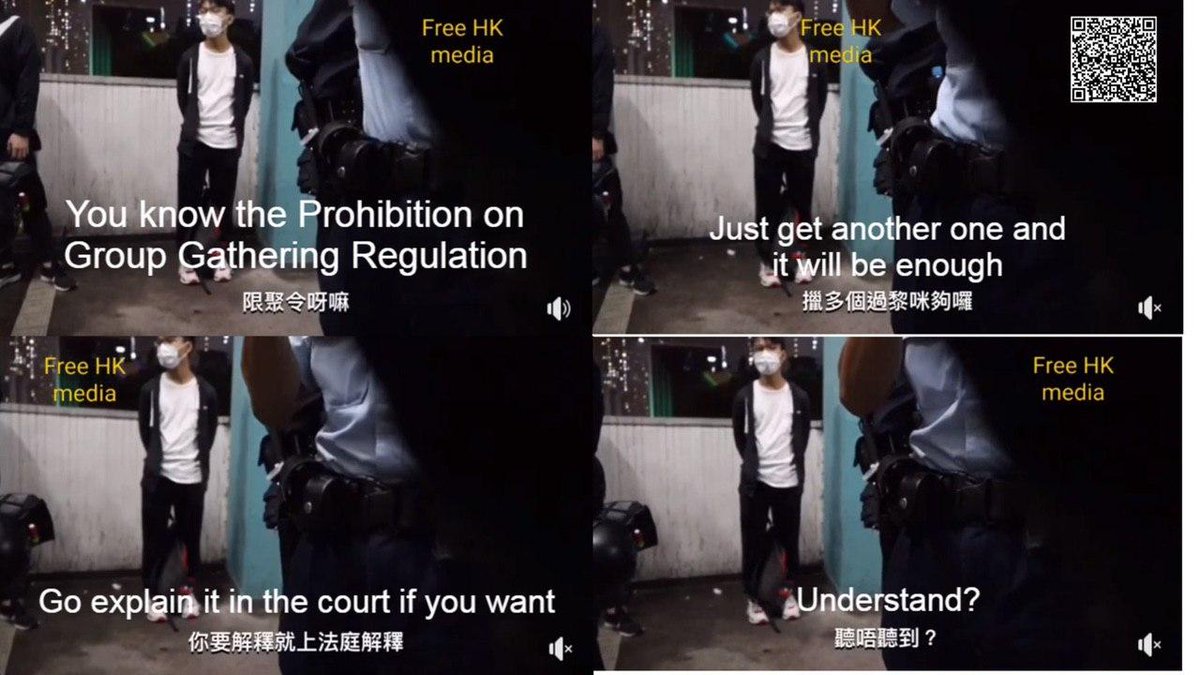 Free HK
media
You know the Prohibition on
Group Gathering Regulation
限聚令呀嘛
Free HK
media
Just get another one and
it will be enough
擸多個過黎咪夠囉
Free HK
media
Go explain it in the court if you want
你要解釋就上法庭解釋
Free HK
media
Understand?
聽唔聽到？